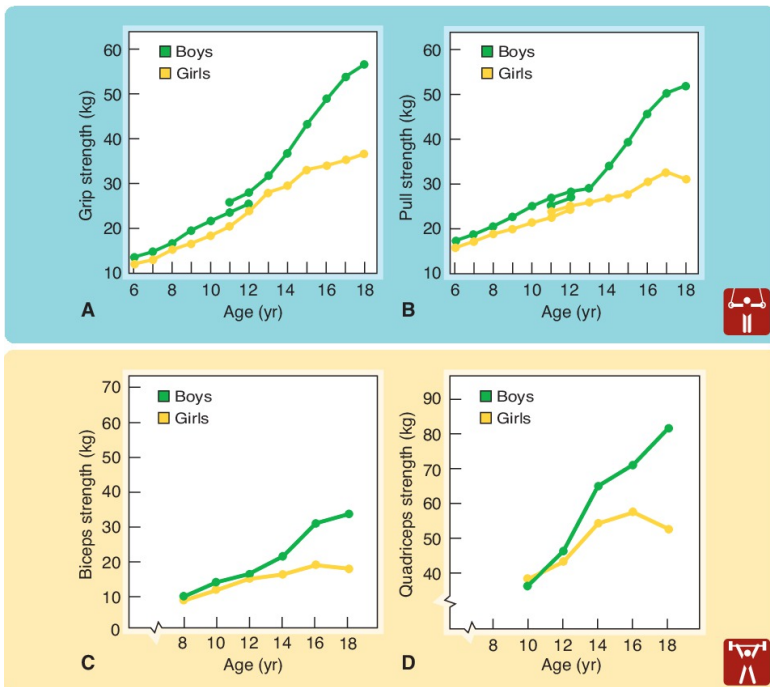 Grip strength (kg)
60
50
40
30
20
10
Boys
Girls
6 8 10 12 14 16 18
Age (yr)
A
Pull strength (kg)
60
50
40
30
20
10
Boys
Girls
6 8 10 12 14 16 18
Age (yr)
B
Biceps strength (kg)
70
60
50
40
30
20
10
0
Boys
Girls
8 10 12 14 16 18
Age (yr)
C
Quadriceps strength (kg)
90
80
70
60
50
40
0
Boys
Girls
8 10 12 14 16 18
Age (yr)
D